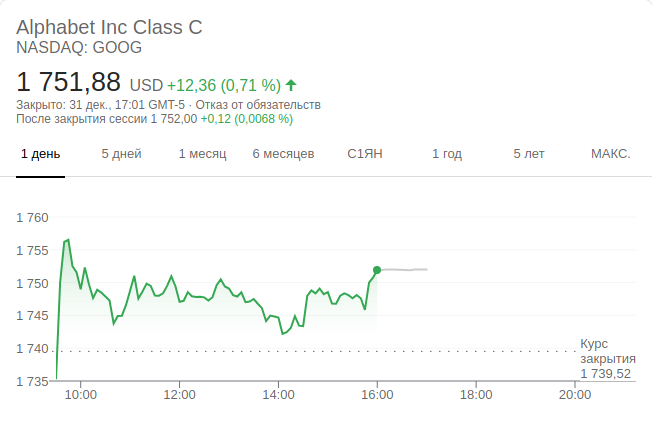 Alphabet Inc Class C
NASDAQ: GOOG
1 751,88 USD +12,36 (0,71 %)
Закрыто: 31 дек., 17:01 GMT-5 · Отказ от обязательств
После закрытия сессии 1 752,00 +0,12 (0,0068 %)
1 день 5 дней 1 месяц 6 месяцев С1ЯН 1 год 5 лет МАКС.
1 760
1 755
1 750
1 745
1 740
1 735
Курс
закрытия
1 739,52
10:00 12:00 14:00 16:00 18:00 20:00